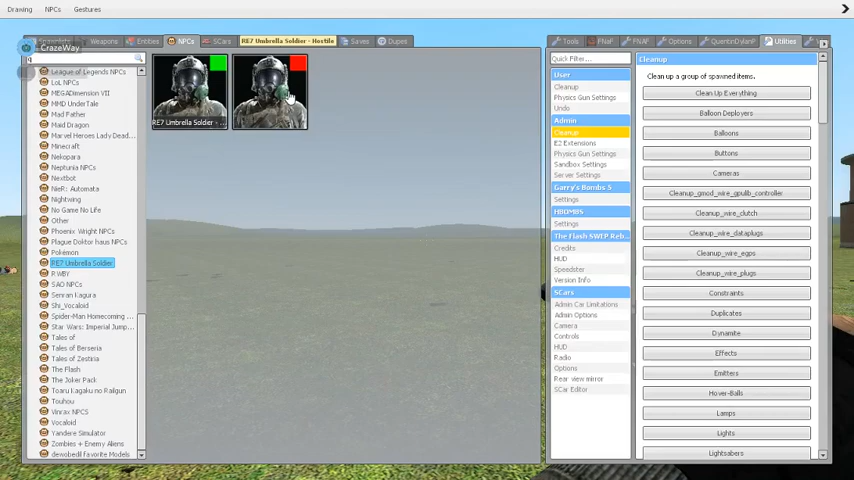 Drawing NPCs Gestures
Weapons Entities NPCs SCars RE7 Umbrella Soldier - Hostile Saves Dupes
CrazeWay
q
League of Legends NPCs
LoL NPCs
MEGADimension VII
MMD UnderTale
Mad Father
Maid Dragon
Marvel Heroes Lady Dead...
Minecraft
Nekopara
Neptunia NPCs
Nextbot
NieR: Automata
Nightwing
No Game No Life
Other
Phoenix Wright NPCs
Plague Doktor haus NPCs
Pokémon
RE7 Umbrella Soldier
RWBY
SAO NPCs
Senran Kagura
Shi_Vocaloid
Spider-Man Homecoming ...
Star Wars: Imperial Jump...
Tales of
Tales of Berseria
Tales of Zestiria
The Flash
The Joker Pack
Toaru kagaku no Railgun
Touhou
Vinrax NPCS
Vocaloid
Yandere Simulator
Zombies + Enemy Aliens
dewobedil favorite Models
RE7 Umbrella Soldier - ...
Tools FNaF FNAF Options QuentinDylanP Utilities
Quick Filter...
User
Cleanup
Physics Gun Settings
Undo
Admin
Cleanup
E2 Extensions
Physics Gun Settings
Sandbox Settings
Server Settings
Garry's Bombs 5
Settings
HBOMBS
Settings
The Flash SWEP Reb...
Credits
HUD
Speedster
Version Info
SCars
Admin Car Limitations
Admin Options
Camera
Controls
HUD
Radio
Options
Rear view mirror
SCar Editor
Cleanup
Clean up a group of spawned items.
Clean Up Everything
Balloon Deployers
Balloons
Buttons
Cameras
Cleanup_gmod_wire_gpulib_controller
Cleanup_wire_clutch
Cleanup_wire_dataplugs
Cleanup_wire_egps
Cleanup_wire_plugs
Constraints
Duplicates
Dynamite
Effects
Emitters
Hover-Balls
Lamps
Lights
Lightsabers